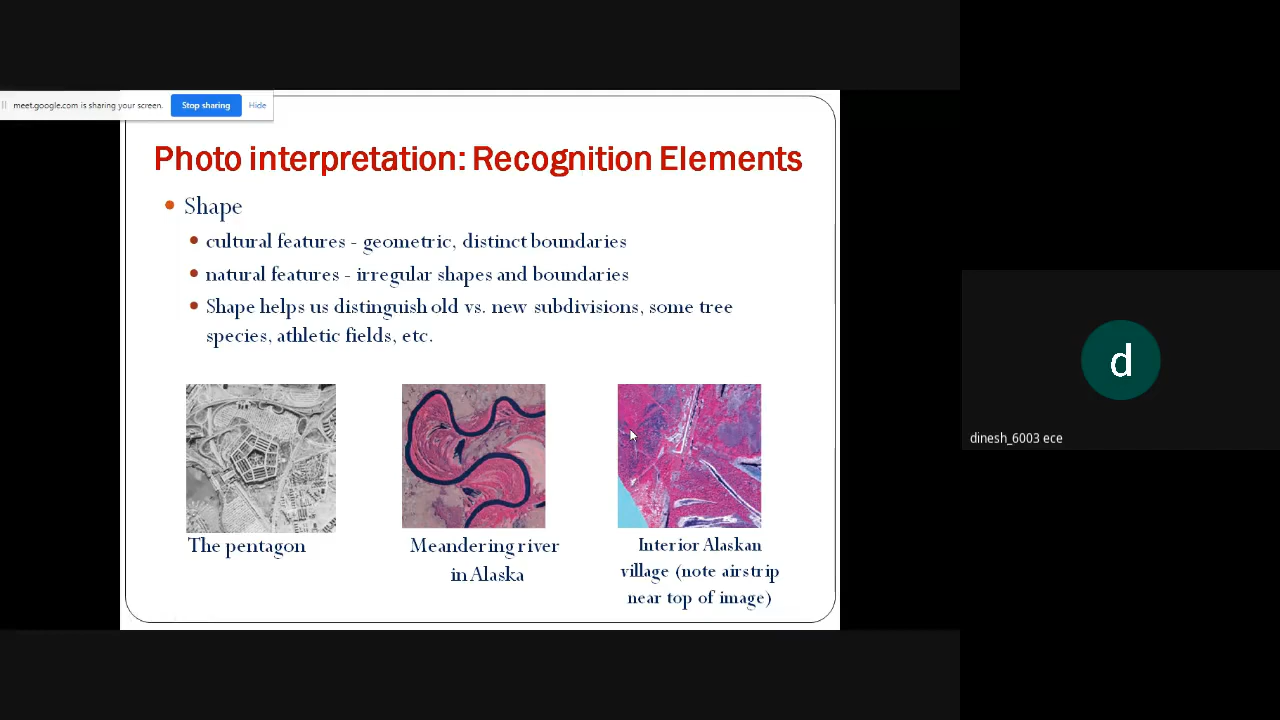 meet.google.com is sharing your screen.
Stop sharing
Hide
Photo interpretation: Recognition Elements
Shape
cultural features - geometric, distinct boundaries
natural features - irregular shapes and boundaries
Shape helps us distinguish old vs. new subdivisions, some tree
species, athletic fields, etc.
The pentagon
Meandering river
in Alaska
Interior Alaskan
village (note airstrip
near top of image)
d
dinesh_6003 ece